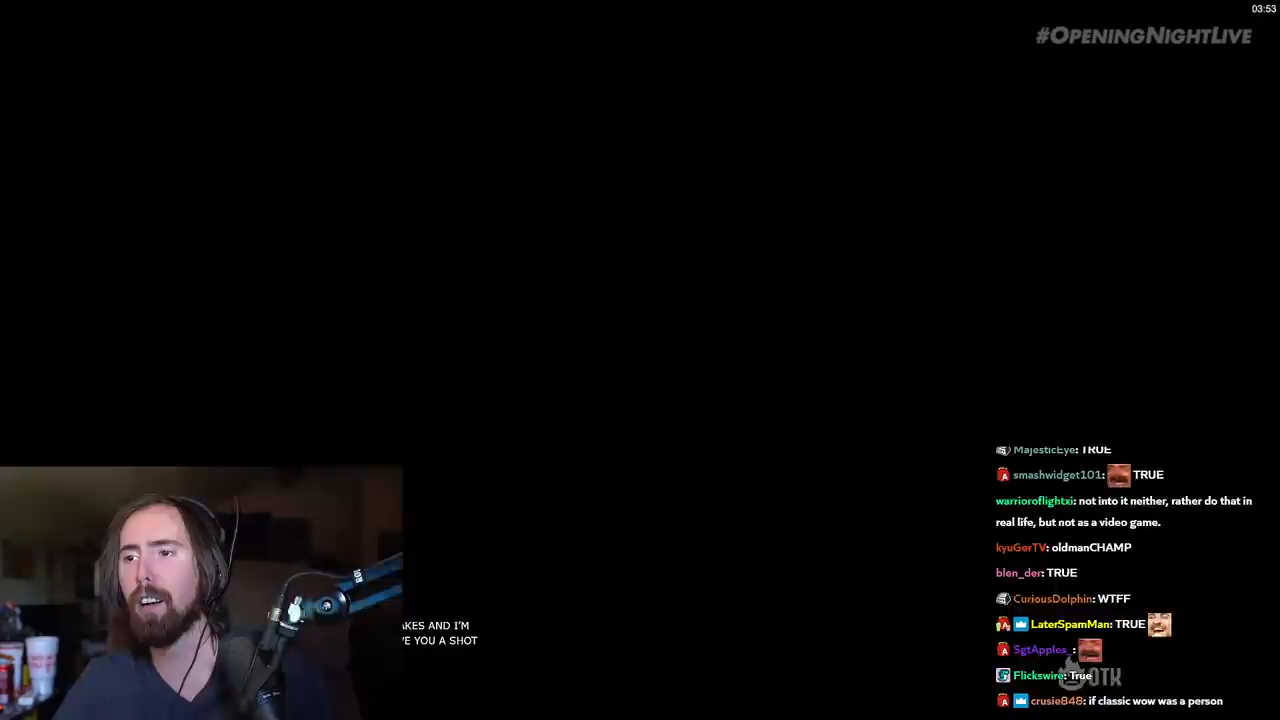 03:53
#OPENINGNIGHTLIVE
MajesticEye: TRUE
smashwidget101: TRUE
warrioroflightxi: not into it neither, rather do that in
real life, but not as a video game.
kyuGerTV: oldmanCHAMP
blen_der: TRUE
CuriousDolphin: WTFF
LaterSpamMan: TRUE
SgtApples_:
Flickswire: True
OTK
crusie848: if classic wow was a person
AKES AND I'M
VE YOU A SHOT